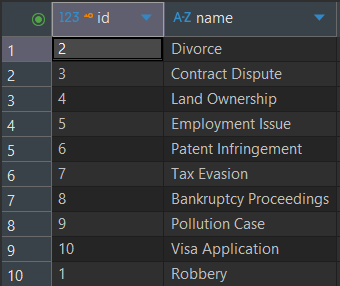 123 id A-Z name
1 2 Divorce
2 3 Contract Dispute
3 4 Land Ownership
4 5 Employment Issue
5 6 Patent Infringement
6 7 Tax Evasion
7 8 Bankruptcy Proceedings
8 9 Pollution Case
9 10 Visa Application
10 1 Robbery